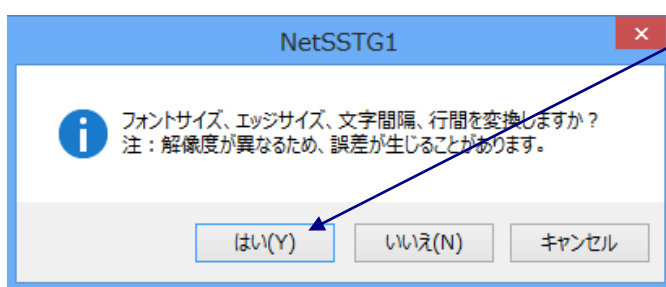 NetSSTG1
フォントサイズ、エッジサイズ、文字間隔、行間を変換しますか？
注：解像度が異なるため、誤差が生じることがあります。
はい(Y)
いいえ(N)
キャンセル